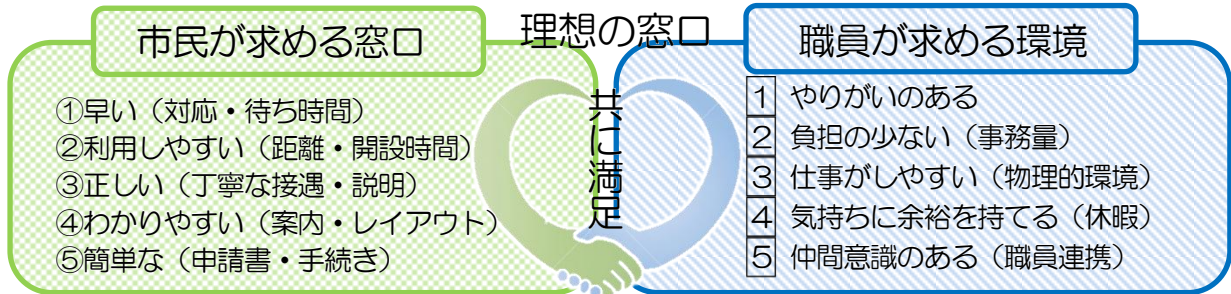 理想の窓口
市民が求める窓口
①早い（対応・待ち時間）
②利用しやすい（距離・開設時間）
③正しい（丁寧な接遇・説明）
④わかりやすい（案内・レイアウト）
⑤簡単な（申請書・手続き）
共に満足
職員が求める環境
1 やりがいのある
2 負担の少ない（事務量）
3 仕事がしやすい（物理的環境）
4 気持ちに余裕を持てる（休暇）
5 仲間意識のある（職員連携）